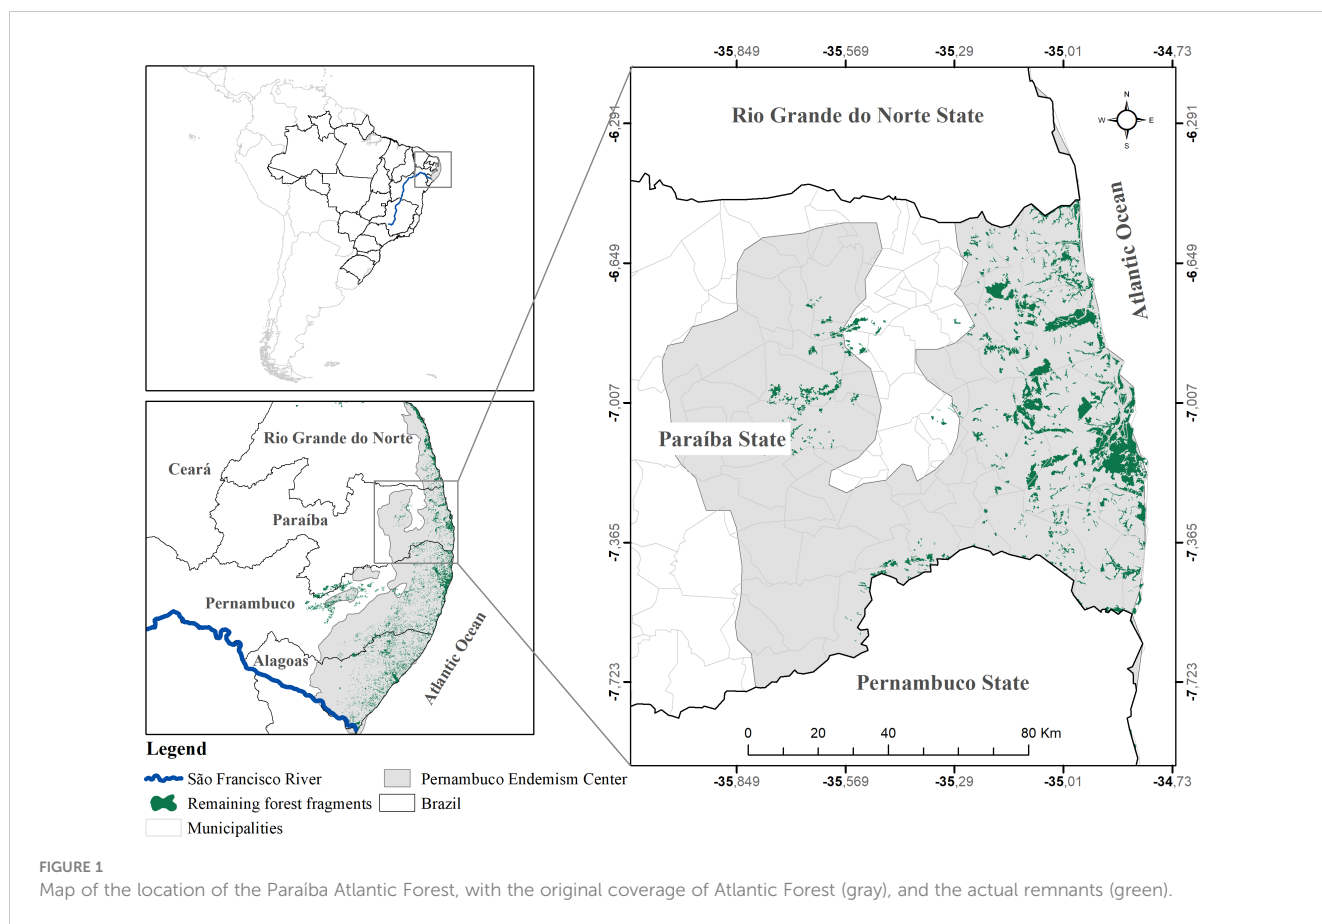 -35,849 -35,569 -35,29 -35,01 -34,73
Rio Grande do Norte State
N
W E
S
-6,291
-6,291
Atlantic Ocean
-6,649
-6,649
-7,007
-7,007
Paraíba State
-7,365
-7,365
-7,723
-7,723
Pernambuco State
0 20 40 80 Km
-35,849 -35,569 -35,29 -35,01 -34,73
Rio Grande do Norte
Ceará
Paraíba
Pernambuco
Alagoas
Atlantic Ocean
Legend
São Francisco River
Pernambuco Endemism Center
Remaining forest fragments
Brazil
Municipalities
FIGURE 1
Map of the location of the Paraíba Atlantic Forest, with the original coverage of Atlantic Forest (gray), and the actual remnants (green).